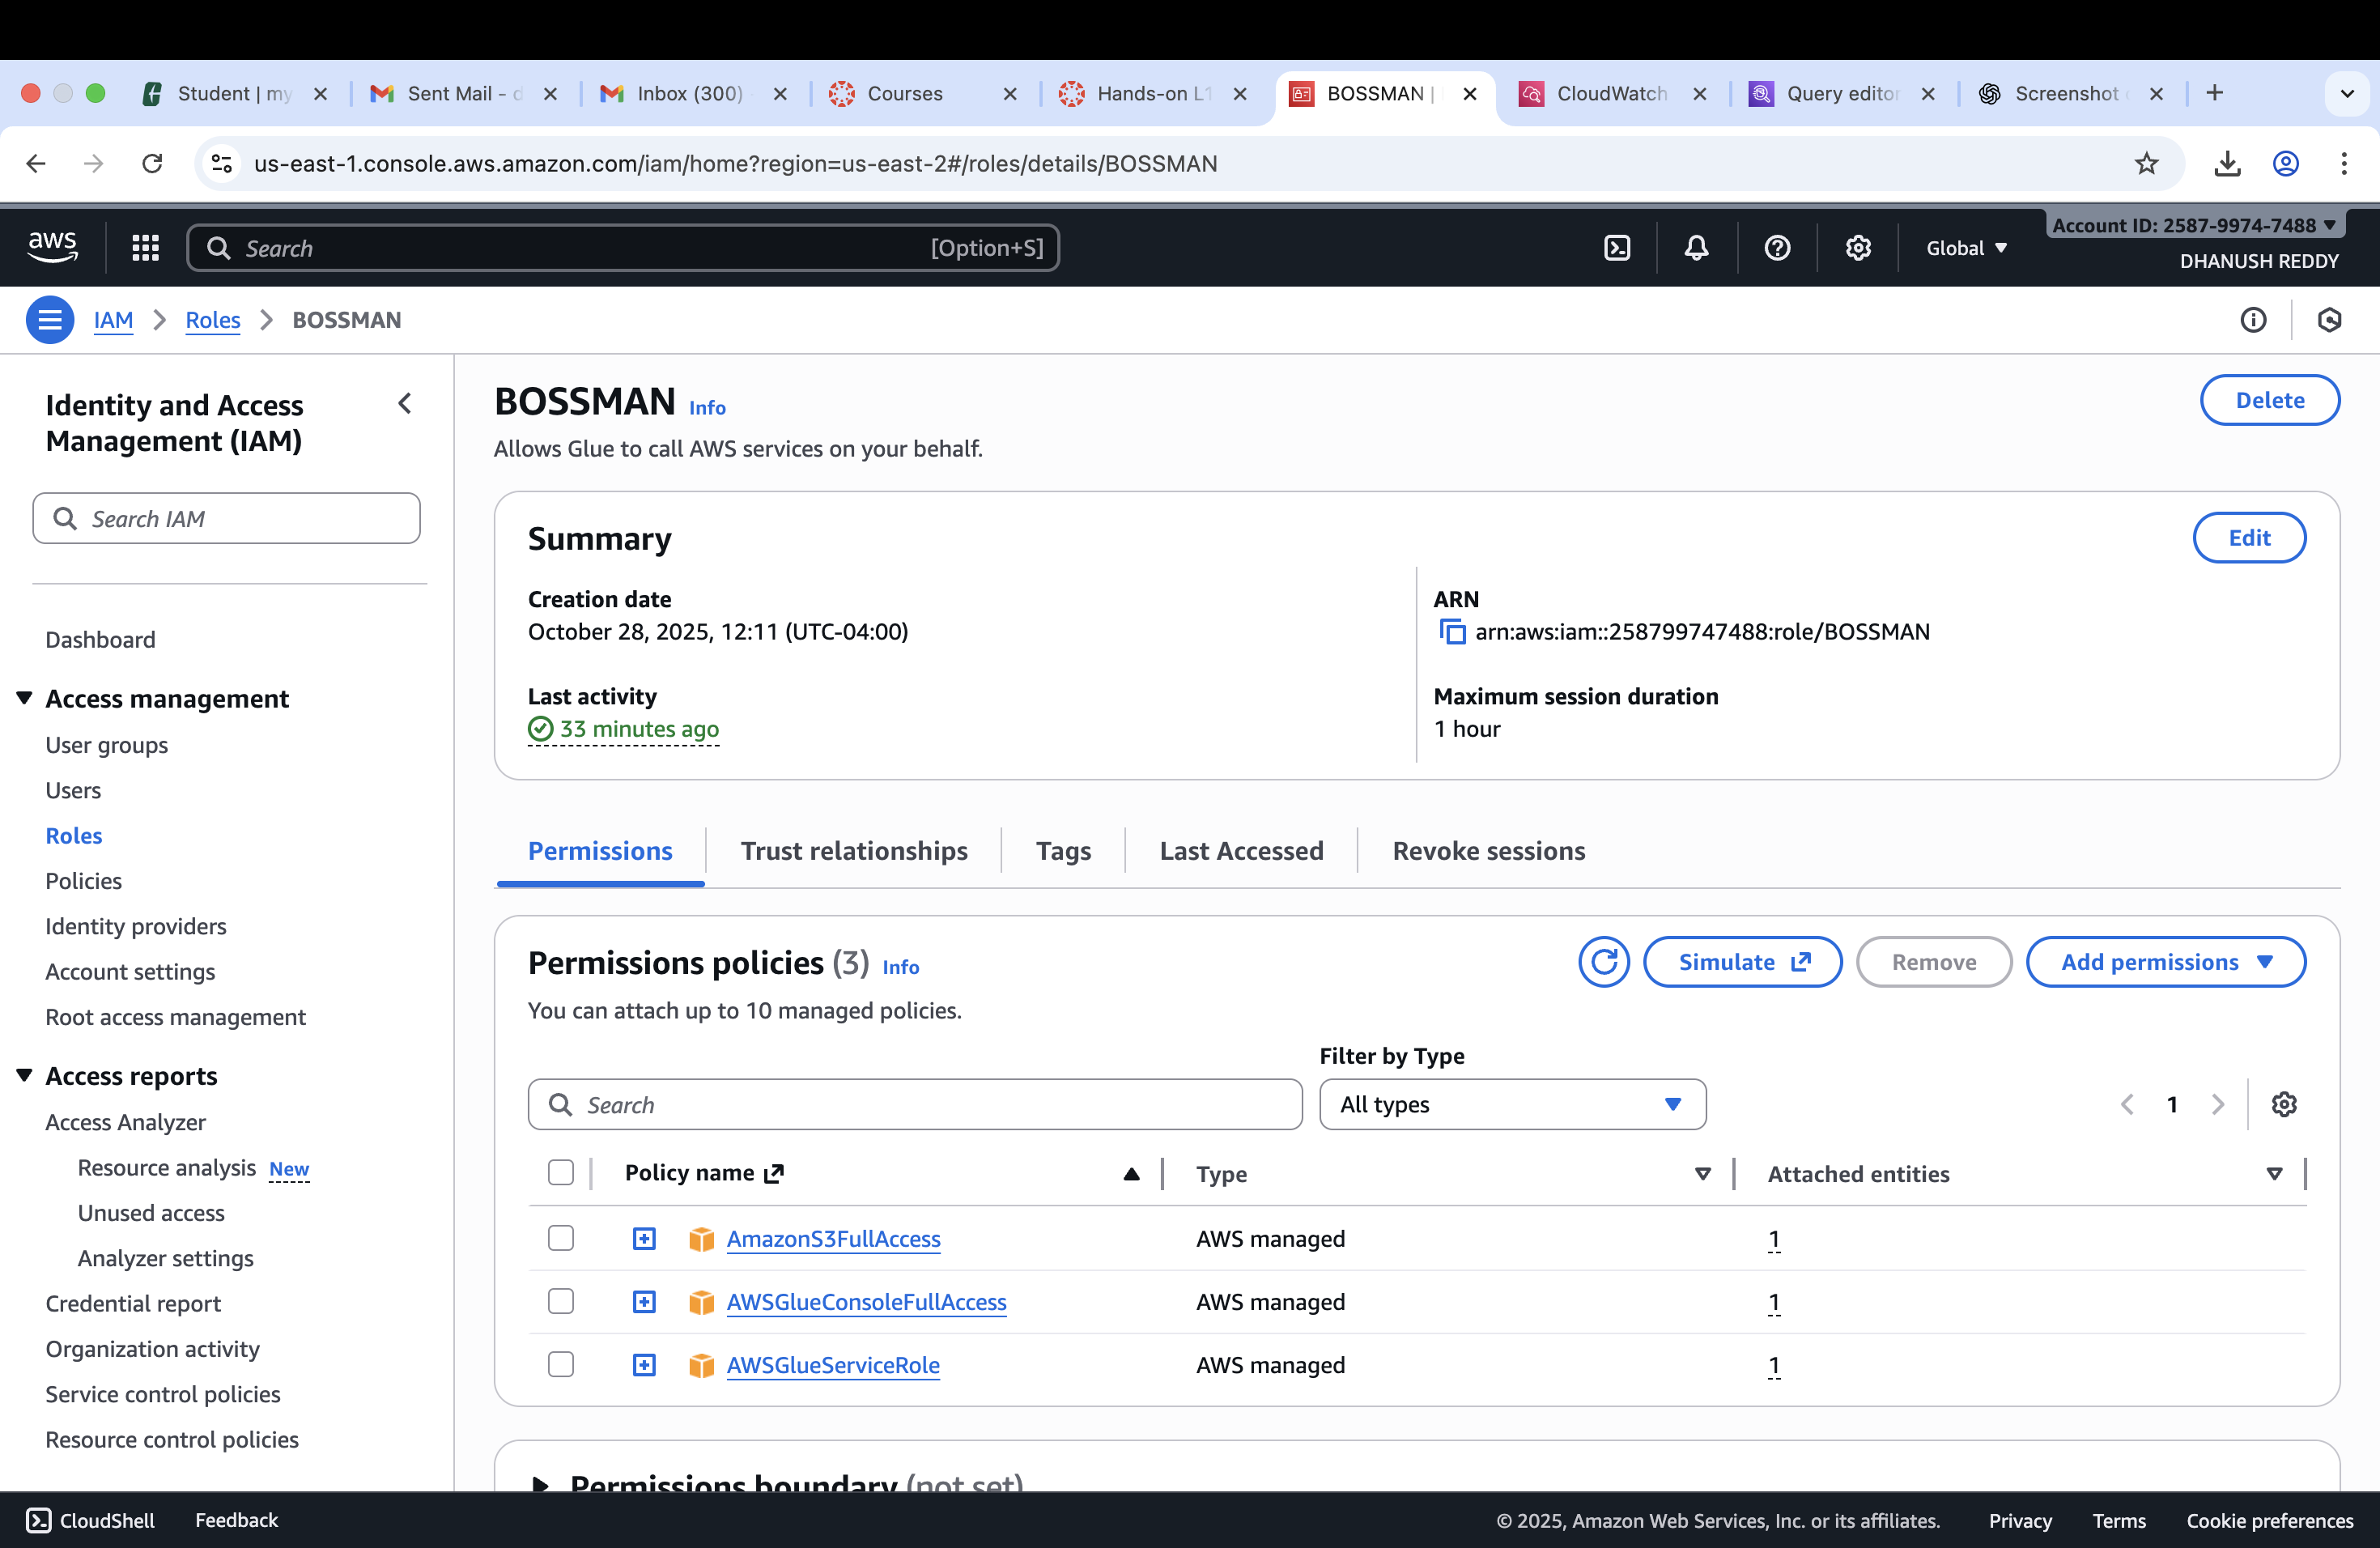 Student | my
Sent Mail - d
Inbox (300)
Courses
Hands-on L1
BOSSMAN |
CloudWatch
Query editor
Screenshot
us-east-1.console.aws.amazon.com/iam/home?region=us-east-2#/roles/details/BOSSMAN
aws
Search
[Option+S]
Global
Account ID: 2587-9974-7488
DHANUSH REDDY
IAM
Roles
BOSSMAN
Identity and Access
Management (IAM)
Search IAM
Dashboard
Access management
User groups
Users
Roles
Policies
Identity providers
Account settings
Root access management
Access reports
Access Analyzer
Resource analysis New
Unused access
Analyzer settings
Credential report
Organization activity
Service control policies
Resource control policies
BOSSMAN Info
Delete
Allows Glue to call AWS services on your behalf.
Summary
Edit
Creation date
October 28, 2025, 12:11 (UTC-04:00)
ARN
arn:aws:iam::258799747488:role/BOSSMAN
Last activity
33 minutes ago
Maximum session duration
1 hour
Permissions
Trust relationships
Tags
Last Accessed
Revoke sessions
Permissions policies (3) Info
Simulate
Remove
Add permissions
You can attach up to 10 managed policies.
Filter by Type
Search
All types
1
Policy name
Type
Attached entities
AmazonS3FullAccess AWS managed 1
AWSGlueConsoleFullAccess AWS managed 1
AWSGlueServiceRole AWS managed 1
Permissions boundary (not set)
CloudShell
Feedback
© 2025, Amazon Web Services, Inc. or its affiliates.
Privacy
Terms
Cookie preferences